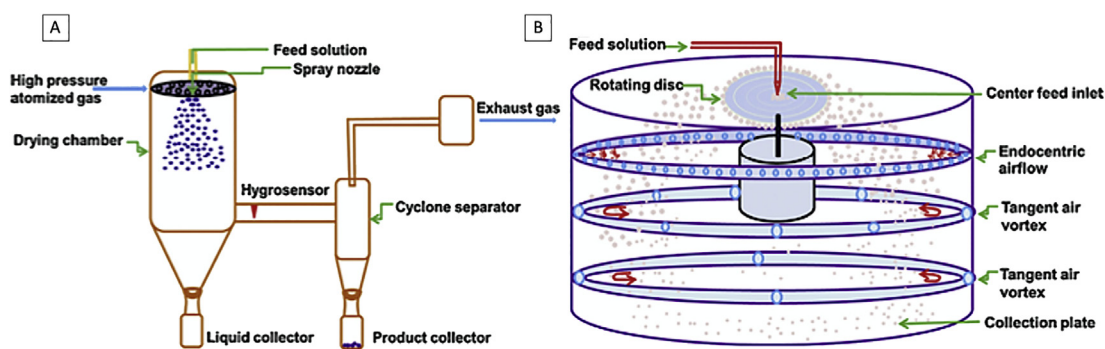 A
Feed solution
Spray nozzle
High pressure
atomized gas
Exhaust gas
Drying chamber
Hygrosensor
Cyclone separator
Liquid collector
Product collector
B
Feed solution
Rotating disc
Center feed inlet
Endocentric
airflow
Tangent air
vortex
Tangent air
vortex
Collection plate